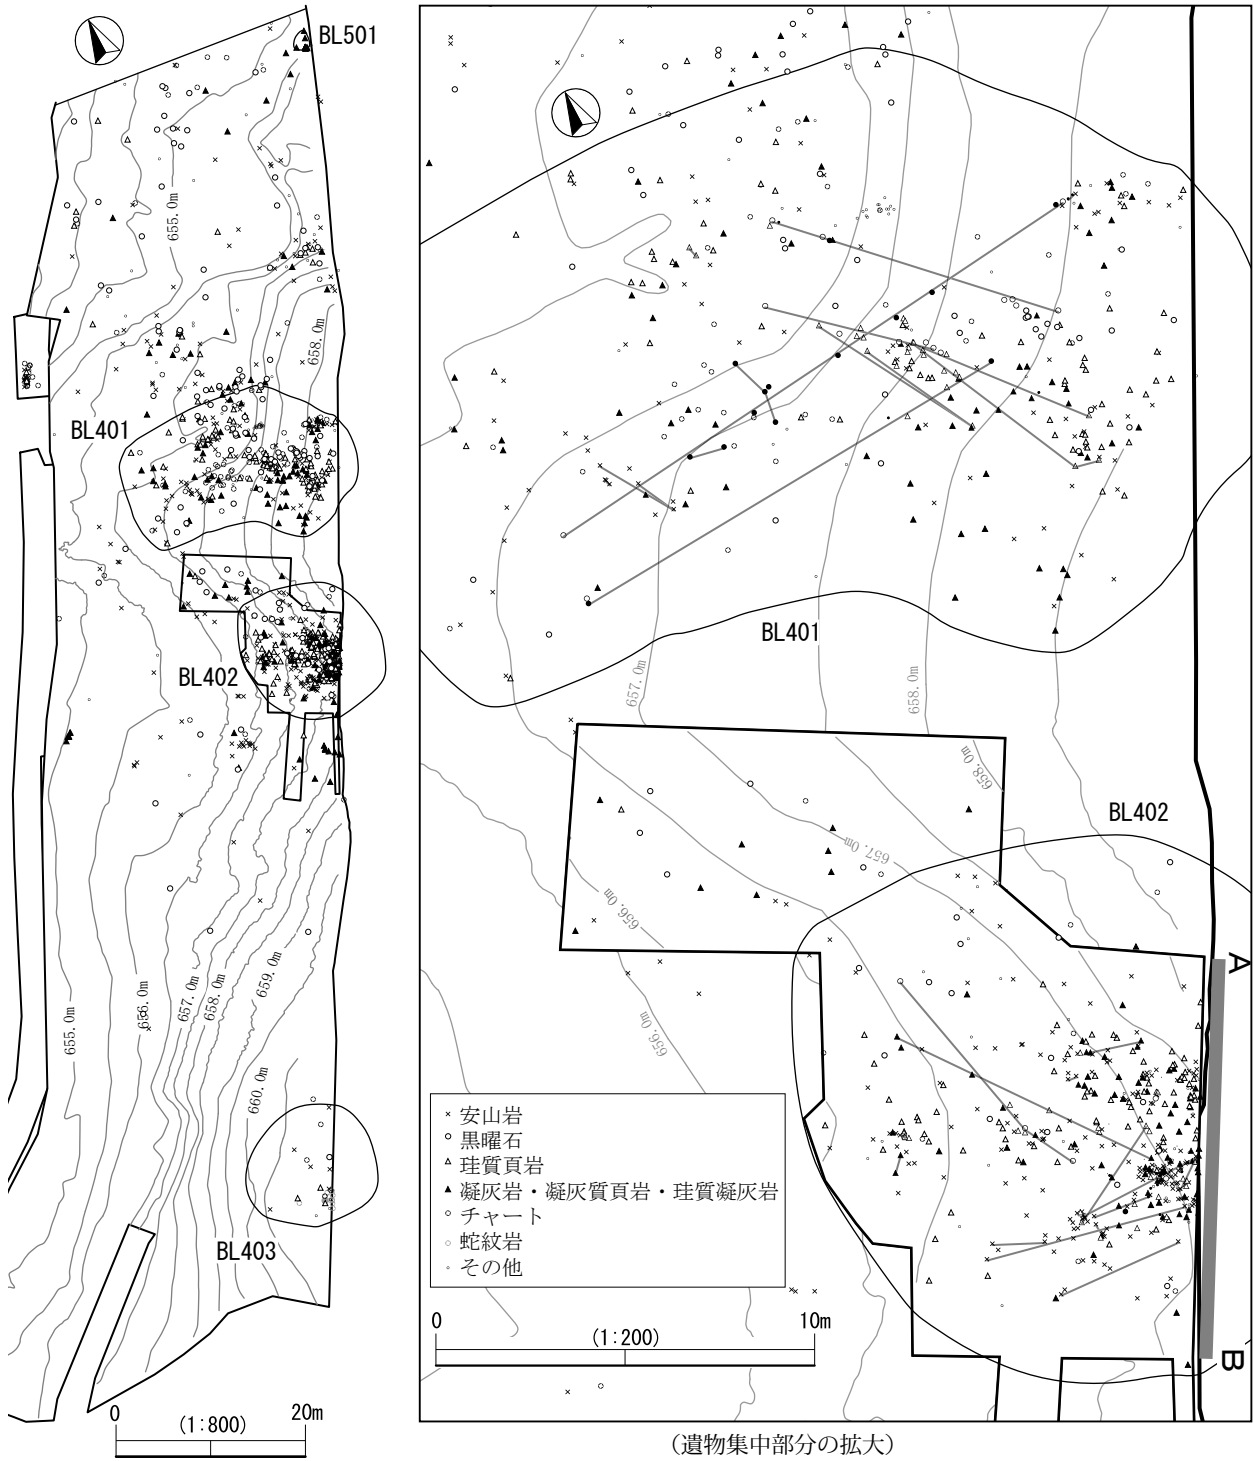 BL501
655.0m
658.0m
BL401
BL402
659.0m
658.0m
657.0m
656.0m
655.0m
660.0m
BL403
0
20m
(1:800)
BL401
657.0m
658.0m
658.0m
BL402
657.0m
656.0m
656.0m
A
B
× 安山岩
○ 黒曜石
△ 珪質頁岩
▲ 凝灰岩・凝灰質頁岩・珪質凝灰岩
○ チャート
○ 蛇紋岩
◦ その他
0
10m
(1:200)
(遺物集中部分の拡大)